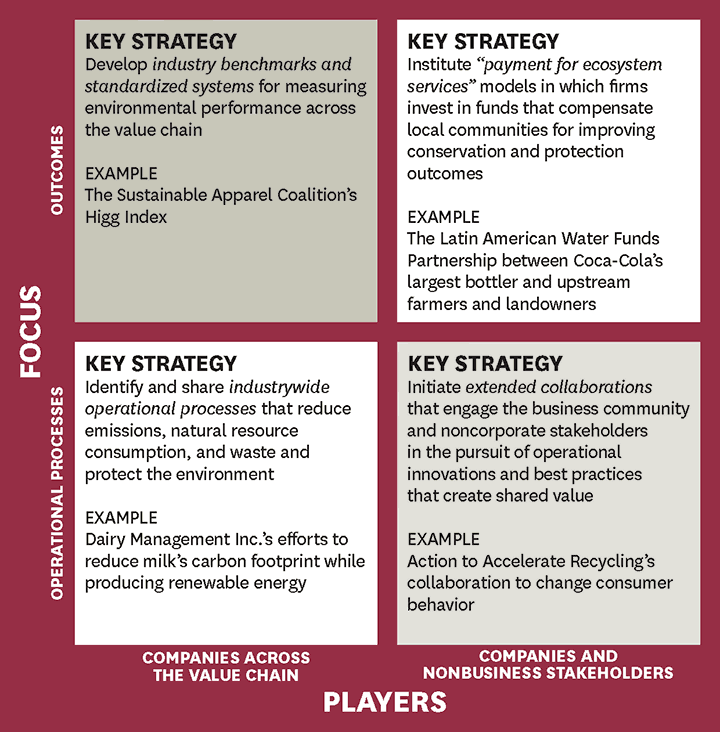 KEY STRATEGY
Develop industry benchmarks and
standardized systems for measuring
environmental performance across
the value chain
EXAMPLE
The Sustainable Apparel Coalition’s
Higg Index
KEY STRATEGY
Institute “payment for ecosystem
services” models in which firms
invest in funds that compensate
local communities for improving
conservation and protection
outcomes
EXAMPLE
The Latin American Water Funds
Partnership between Coca-Cola’s
largest bottler and upstream
farmers and landowners
OUTCOMES
FOCUS
OPERATIONAL PROCESSES
KEY STRATEGY
Identify and share industrywide
operational processes that reduce
emissions, natural resource
consumption, and waste and
protect the environment
EXAMPLE
Dairy Management Inc.’s efforts to
reduce milk’s carbon footprint while
producing renewable energy
KEY STRATEGY
Initiate extended collaborations
that engage the business community
and noncorporate stakeholders
in the pursuit of operational
innovations and best practices
that create shared value
EXAMPLE
Action to Accelerate Recycling’s
collaboration to change consumer
behavior
COMPANIES ACROSS
THE VALUE CHAIN
COMPANIES AND
NONBUSINESS STAKEHOLDERS
PLAYERS